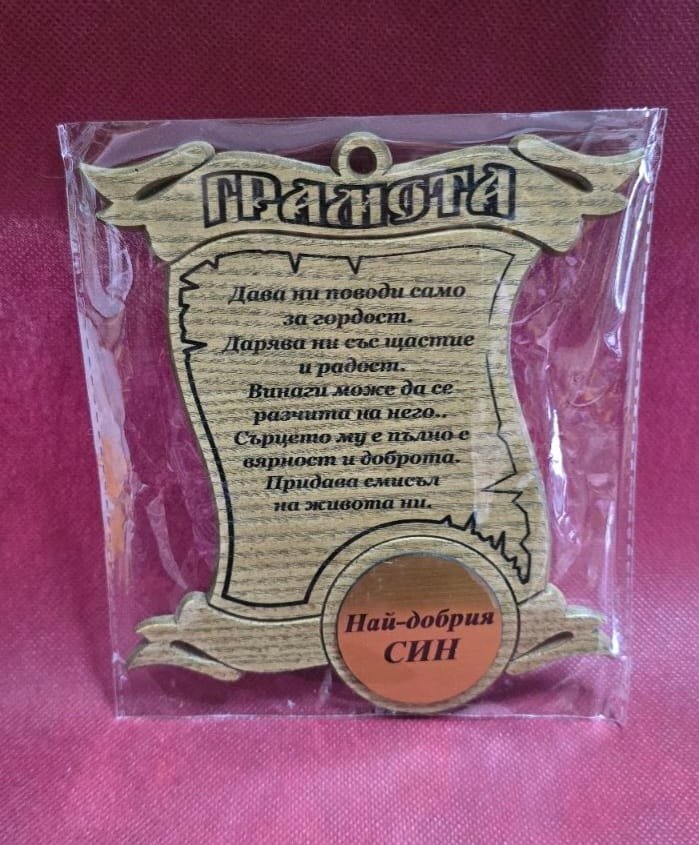 ГРАМОТА
Дава ни поводи само
за гордост.
Дарява ни със щастие
и радост.
Винаги може да се
разчита на него..
Сърцето му е пълно с
вярност и доброта.
Придава смисъл
на живота ни.
Най-добрия
СИН